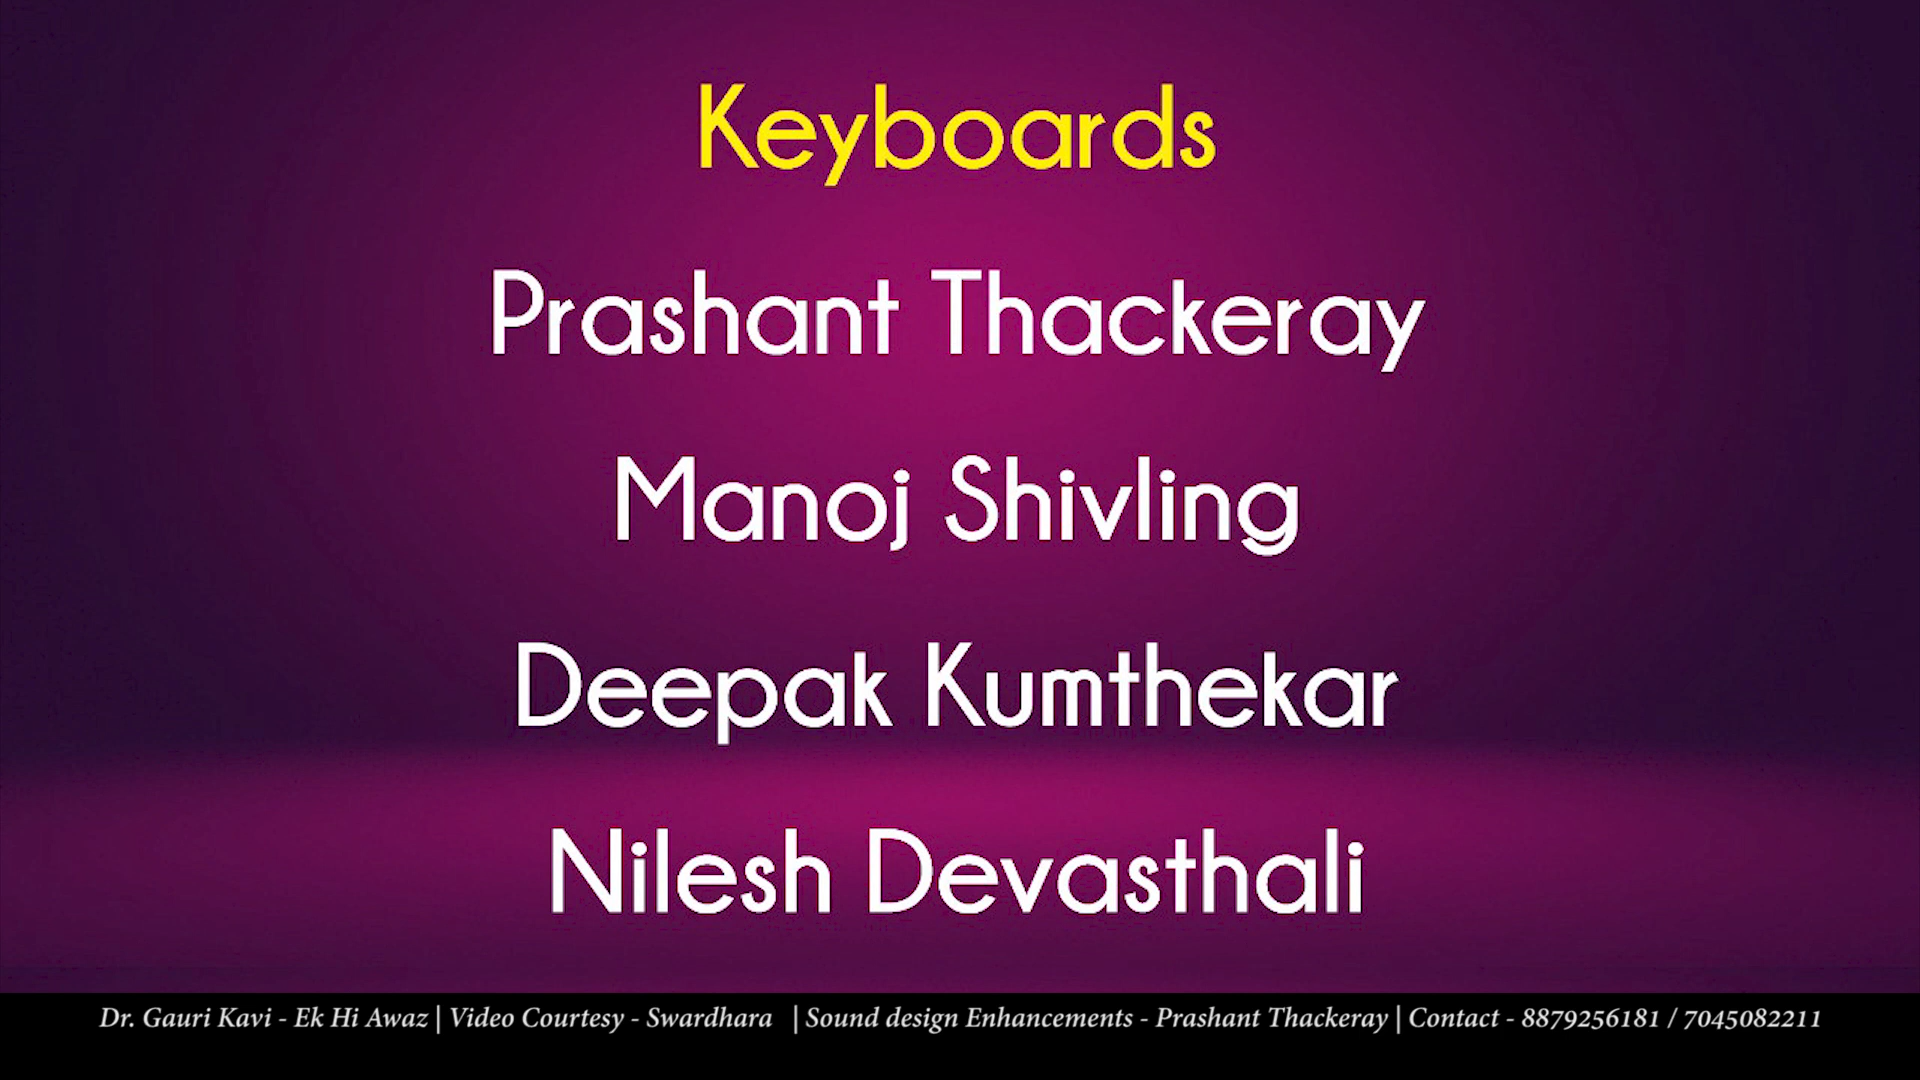 Keyboards
Prashant Thackeray
Manoj Shivling
Deepak Kumthekar
Nilesh Devasthali
Dr. Gauri Kavi - Ek Hi Awaz | Video Courtesy - Swardhara | Sound design Enhancements - Prashant Thackeray | Contact - 8879256181 / 7045082211